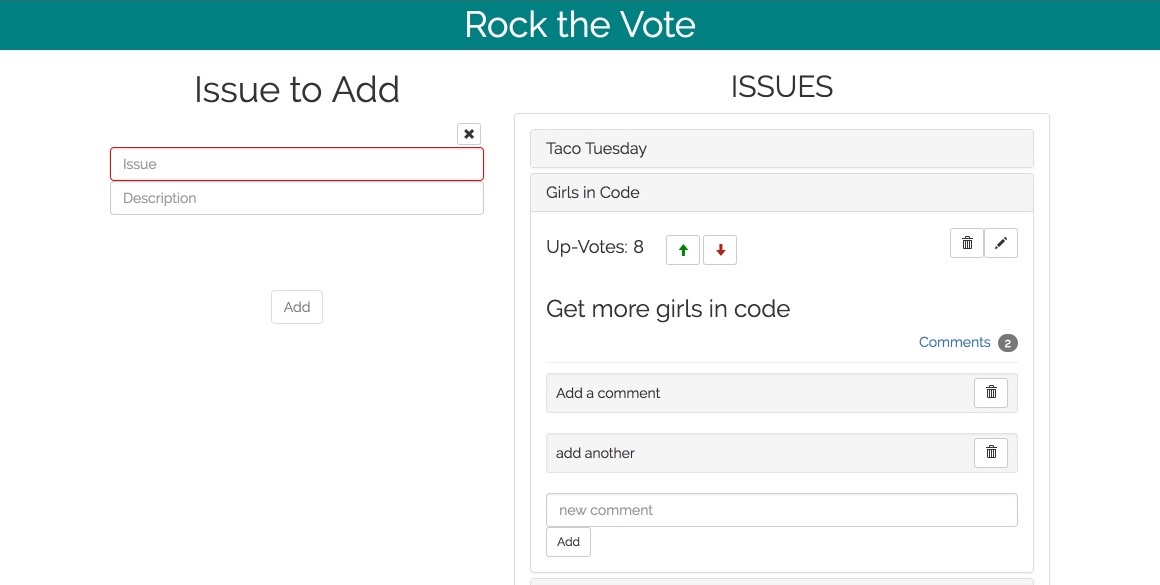 Rock the Vote
Issue to Add
Issue
Description
Add
ISSUES
Taco Tuesday
Girls in Code
Up-Votes: 8
Get more girls in code
Comments 2
Add a comment
add another
new comment
Add